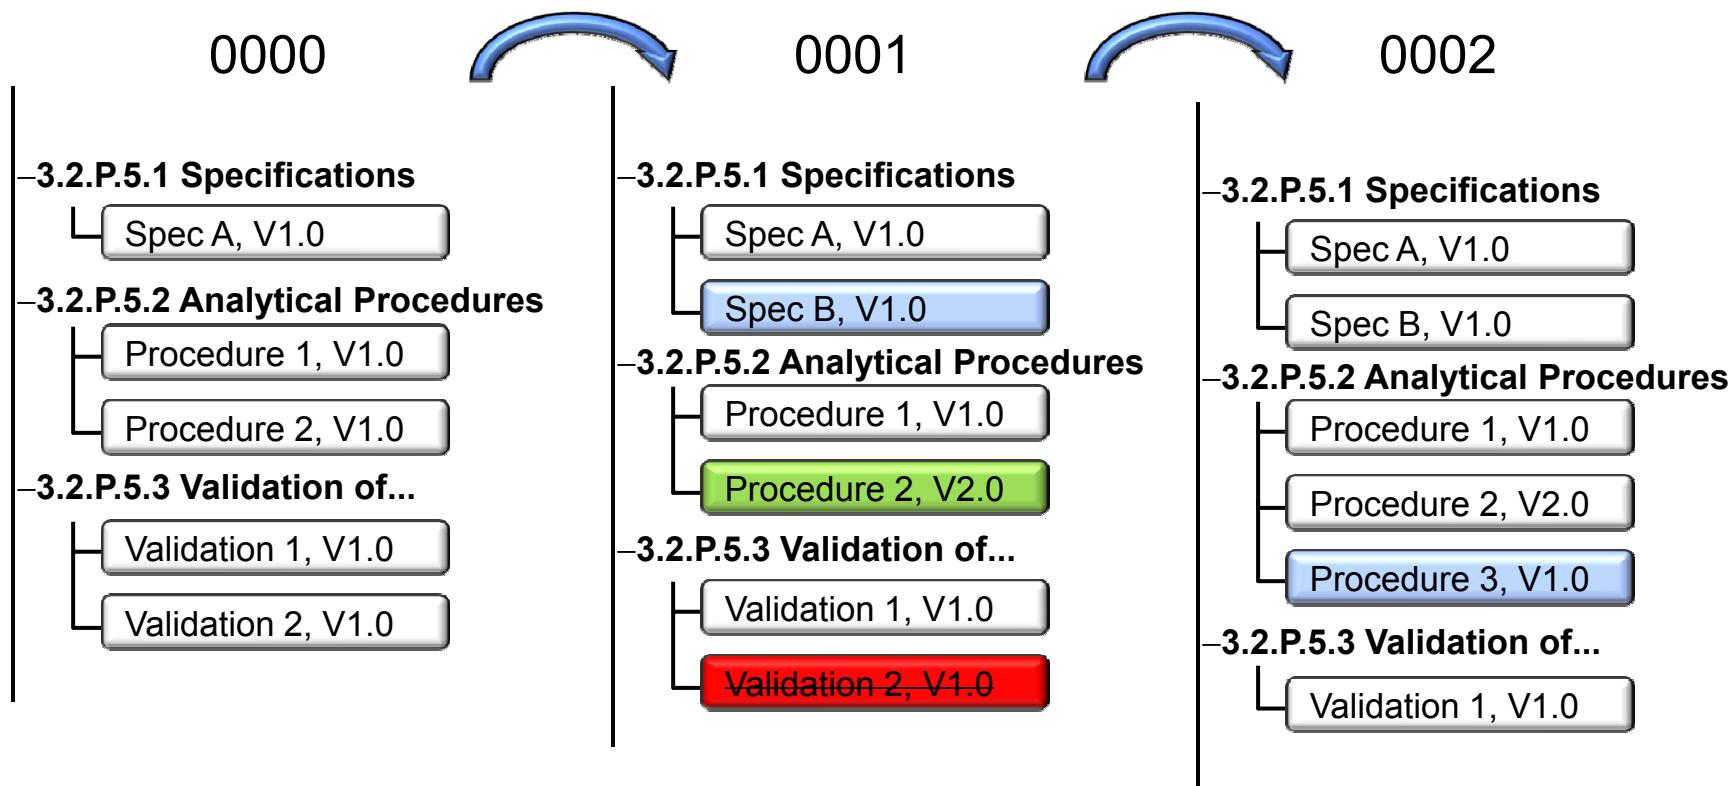 0000
–3.2.P.5.1 Specifications
Spec A, V1.0
–3.2.P.5.2 Analytical Procedures
Procedure 1, V1.0
Procedure 2, V1.0
–3.2.P.5.3 Validation of...
Validation 1, V1.0
Validation 2, V1.0
0001
–3.2.P.5.1 Specifications
Spec A, V1.0
Spec B, V1.0
–3.2.P.5.2 Analytical Procedures
Procedure 1, V1.0
Procedure 2, V2.0
–3.2.P.5.3 Validation of...
Validation 1, V1.0
Validation 2, V1.0
0002
–3.2.P.5.1 Specifications
Spec A, V1.0
Spec B, V1.0
–3.2.P.5.2 Analytical Procedures
Procedure 1, V1.0
Procedure 2, V2.0
Procedure 3, V1.0
–3.2.P.5.3 Validation of...
Validation 1, V1.0